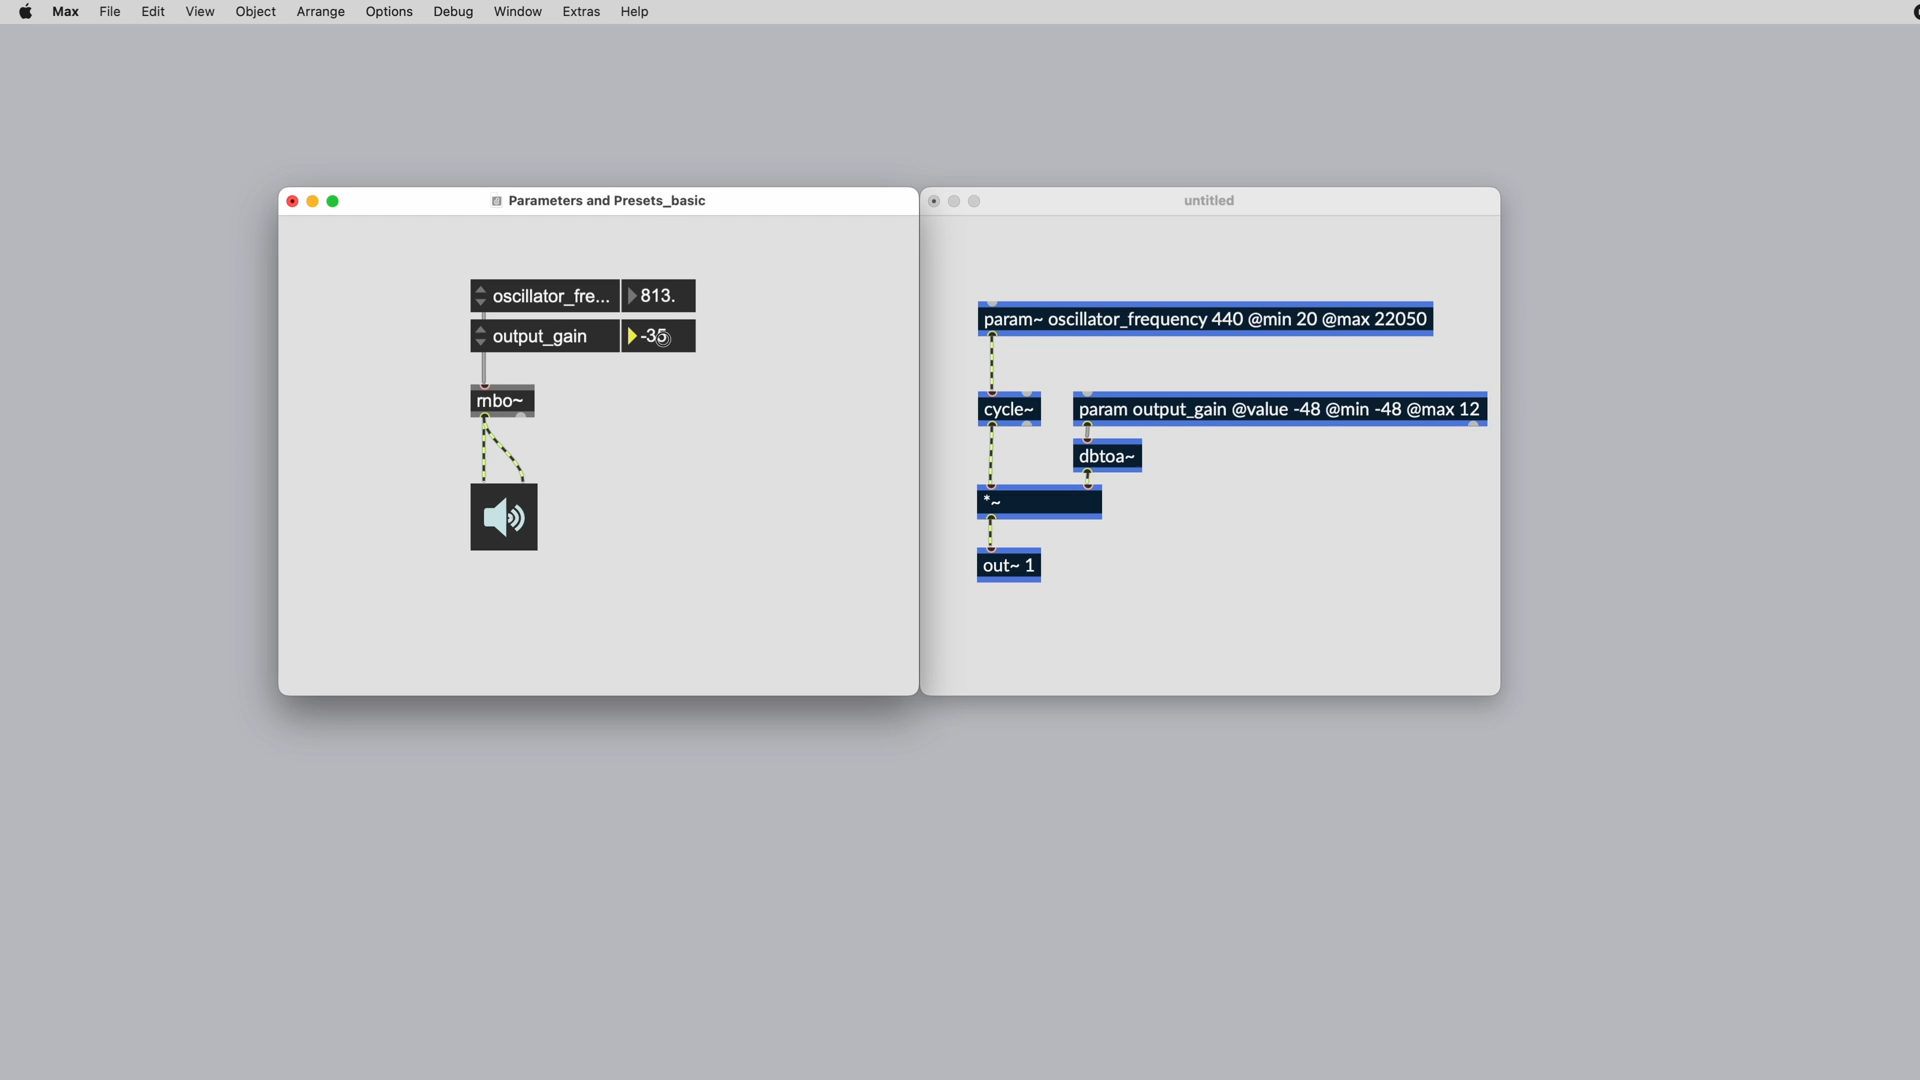 Max File Edit View Object Arrange Options Debug Window Extras Help
Parameters and Presets_basic
oscillator_fre... 813.
output_gain -35
rnbo~
untitled
param~ oscillator_frequency 440 @min 20 @max 22050
cycle~ param output_gain @value -48 @min -48 @max 12
dbtoa~
*~
out~ 1